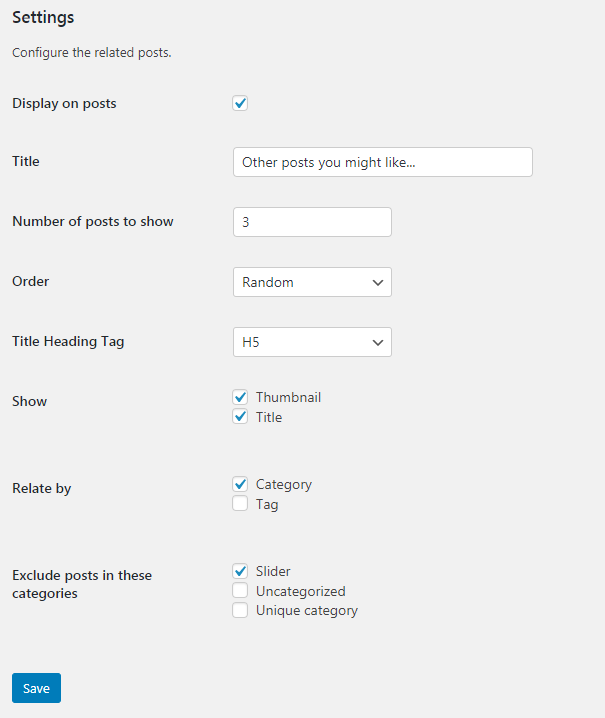 Settings
Configure the related posts.
Display on posts
Title
Other posts you might like...
Number of posts to show
3
Order
Random
Title Heading Tag
H5
Show
Thumbnail
Title
Relate by
Category
Tag
Exclude posts in these
categories
Slider
Uncategorized
Unique category
Save